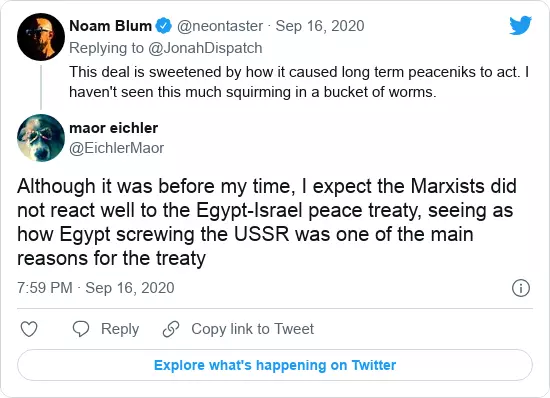 Noam Blum @neontaster · Sep 16, 2020
Replying to @JonahDispatch
This deal is sweetened by how it caused long term peaceniks to act. I
haven't seen this much squirming in a bucket of worms.
maor eichler
@EichlerMaor
Although it was before my time, I expect the Marxists did
not react well to the Egypt-Israel peace treaty, seeing as
how Egypt screwing the USSR was one of the main
reasons for the treaty
7:59 PM · Sep 16, 2020
Reply Copy link to Tweet
Explore what's happening on Twitter